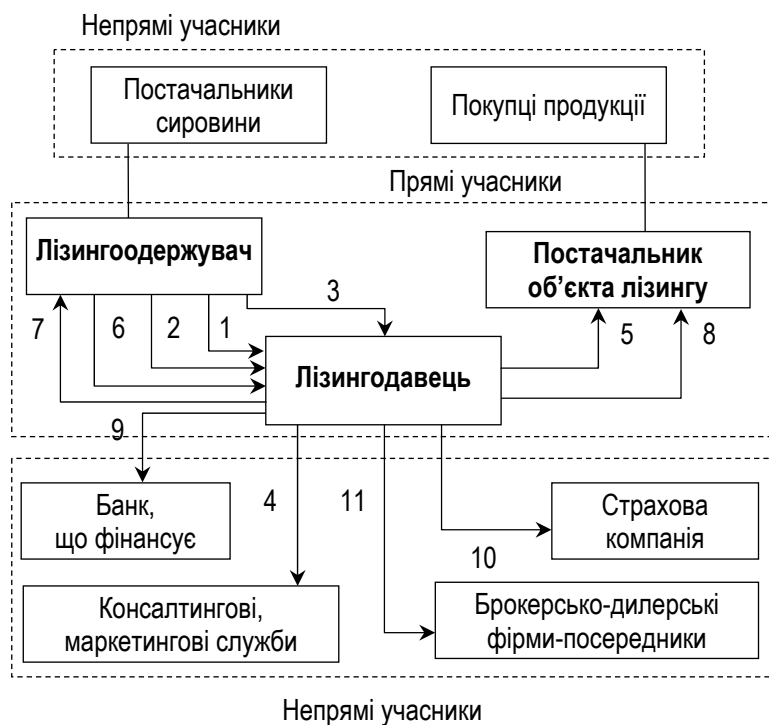 Непрямі учасники
Постачальники
сировини
Покупці продукції
Прямі учасники
Лізингоодержувач
Постачальник
об’єкта лізингу
3
7
6
2
1
5
8
Лізингодавець
9
4
11
10
Банк,
що фінансує
Страхова
компанія
Консалтингові,
маркетингові служби
Брокерсько-дилерські
фірми-посередники
Непрямі учасники